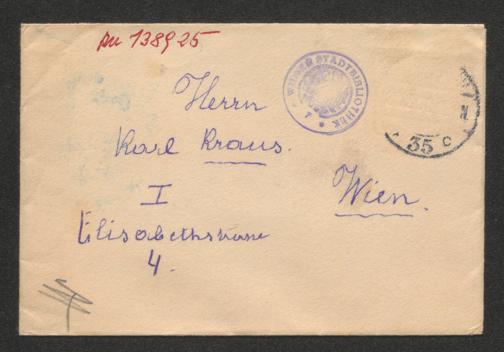 AN 138925
WIENER STADTBIBLIOTHEK
Herrn
Karl Kraus.
35 C
Wien.
I
Elisabethstrasse
4.